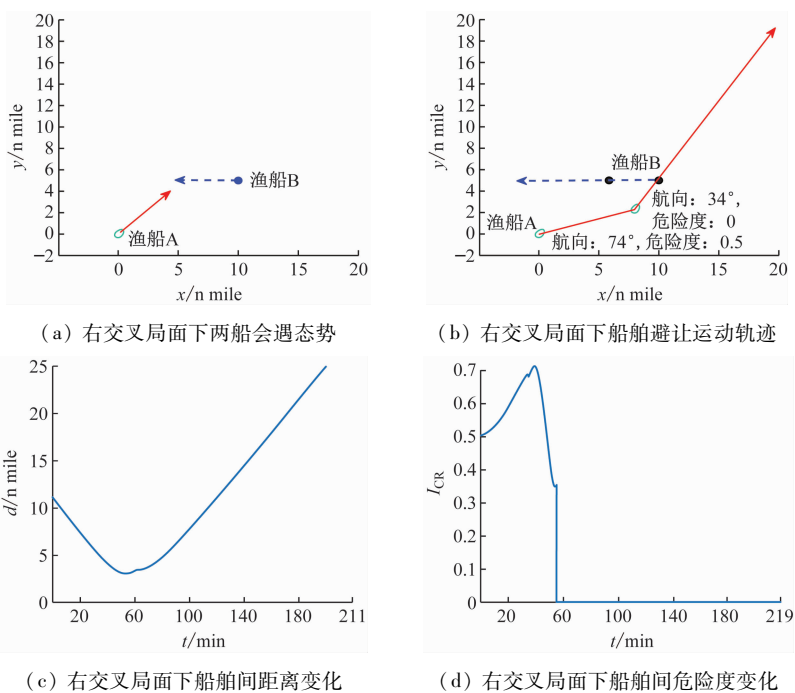 20
18
16
14
12
10
8
6
4
2
0
−2
y/n mile
渔船B
渔船A
0 5 10 15 20
x/n mile
(a) 右交叉局面下两船会遇态势
20
18
16
14
12
10
8
6
4
2
0
−2
y/n mile
渔船B
航向：34°,
危险度：0
渔船A
航向：74°, 危险度：0.5
0 5 10 15 20
x/n mile
(b) 右交叉局面下船舶避让运动轨迹
25
20
15
10
5
0
d/n mile
20 60 100 140 180 211
t/min
(c) 右交叉局面下船舶间距离变化
0.7
0.6
0.5
0.4
0.3
0.2
0.1
0
I_CR
20 60 100 140 180 219
t/min
(d) 右交叉局面下船舶间危险度变化